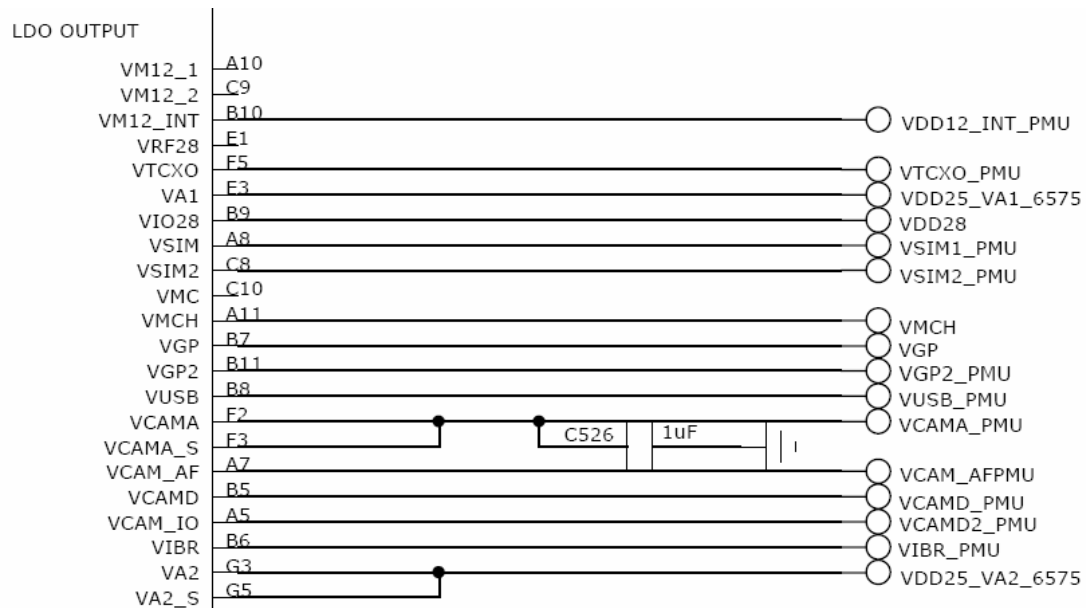 LDO OUTPUT
VM12_1 A10
VM12_2 C9
VM12_INT B10 VDD12_INT_PMU
VRF28 E1
VTCXO F5 VTCXO_PMU
VA1 E3 VDD25_VA1_6575
VIO28 B9 VDD28
VSIM A8 VSIM1_PMU
VSIM2 C8 VSIM2_PMU
VMC C10
VMCH A11 VMCH
VGP B7 VGP
VGP2 B11 VGP2_PMU
VUSB B8 VUSB_PMU
VCAMA F2 VCAMA_PMU
VCAMA_S F3 C526 1uF
VCAM_AF A7 VCAM_AFPMU
VCAMD B5 VCAMD_PMU
VCAM_IO A5 VCAMD2_PMU
VIBR B6 VIBR_PMU
VA2 G3 VDD25_VA2_6575
VA2_S G5